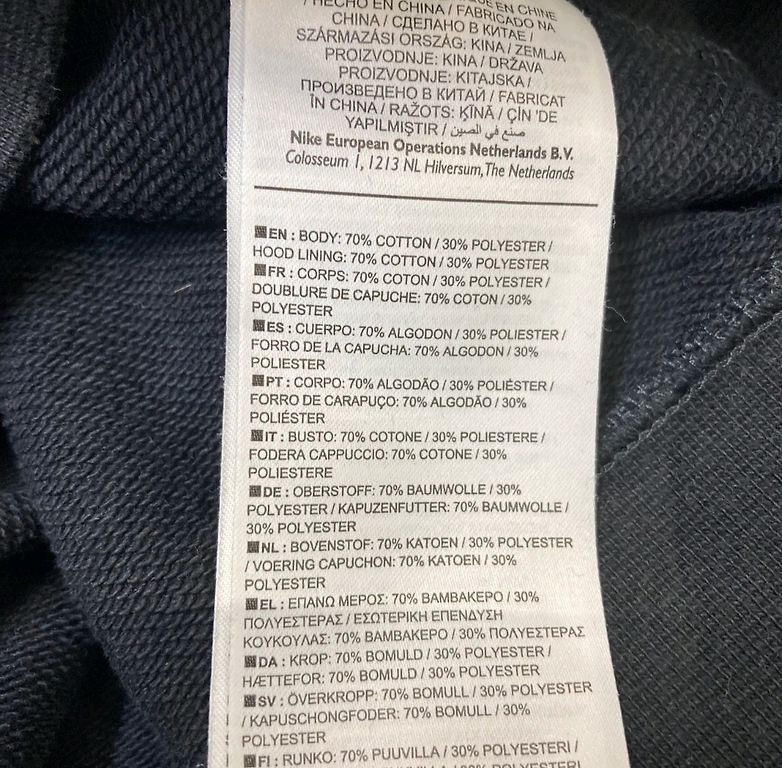 EN CHINE
/ HECHO EN CHINA / FABRICADO NA
CHINA / СДЕЛАНО В КИТАЕ /
SZÁRMAZÁSI ORSZÁG: KINA / ZEMLJA
PROIZVODNJE: KINA / DRŽAVA
PROIZVODNJE: KITAJSKA /
ПРОИЗВЕДЕНО В КИТАЙ / FABRICAT
ÎN CHINA / RAŽOTS: ĶĪNĀ / ÇİN 'DE
YAPILMIŞTIR / صنع في الصين
Nike European Operations Netherlands B.V.
Colosseum 1, 1213 NL Hilversum, The Netherlands
EN : BODY: 70% COTTON / 30% POLYESTER /
HOOD LINING: 70% COTTON / 30% POLYESTER
FR : CORPS: 70% COTON / 30% POLYESTER /
DOUBLURE DE CAPUCHE: 70% COTON / 30%
POLYESTER
ES : CUERPO: 70% ALGODON / 30% POLIESTER /
FORRO DE LA CAPUCHA: 70% ALGODON / 30%
POLIESTER
PT : CORPO: 70% ALGODÃO / 30% POLIÉSTER /
FORRO DE CARAPUÇO: 70% ALGODÃO / 30%
POLIÉSTER
IT : BUSTO: 70% COTONE / 30% POLIESTERE /
FODERA CAPPUCCIO: 70% COTONE / 30%
POLIESTERE
DE : OBERSTOFF: 70% BAUMWOLLE / 30%
POLYESTER / KAPUZENFUTTER: 70% BAUMWOLLE /
30% POLYESTER
NL : BOVENSTOF: 70% KATOEN / 30% POLYESTER
/ VOERING CAPUCHON: 70% KATOEN / 30%
POLYESTER
EL : ΕΠΑΝΩ ΜΕΡΟΣ: 70% ΒΑΜΒΑΚΕΡΟ / 30%
ΠΟΛΥΕΣΤΕΡΑΣ / ΕΣΩΤΕΡΙΚΗ ΕΠΕΝΔΥΣΗ
ΚΟΥΚΟΥΛΑΣ: 70% ΒΑΜΒΑΚΕΡΟ / 30% ΠΟΛΥΕΣΤΕΡΑΣ
DA : KROP: 70% BOMULD / 30% POLYESTER /
HÆTTEFOR: 70% BOMULD / 30% POLYESTER
SV : ÖVERKROPP: 70% BOMULL / 30% POLYESTER
/ KAPUSCHONGFODER: 70% BOMULL / 30%
POLYESTER
FI : RUNKO: 70% PUUVILLA / 30% POLYESTERI /